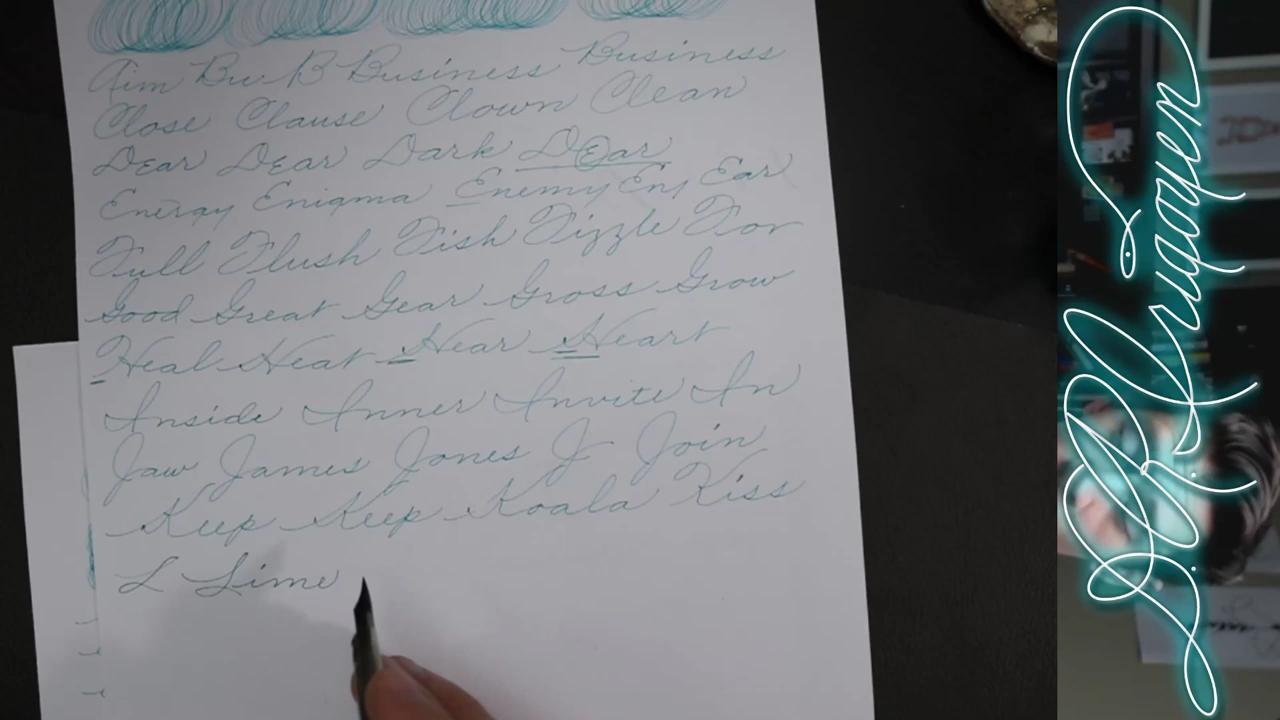 Aim Bu B Business Business
Close Clause Clown Clean
Dear Dear Dark Dear
Energy Enigma Enemy En Ear
Full Flush Fish Fizzle For
Good Great Gear Gross Grow
Heal Heat Hear Heart
Inside Inner Invite In
Jaw James Jones J Join
Keep Keep Koala Kiss
L Lime